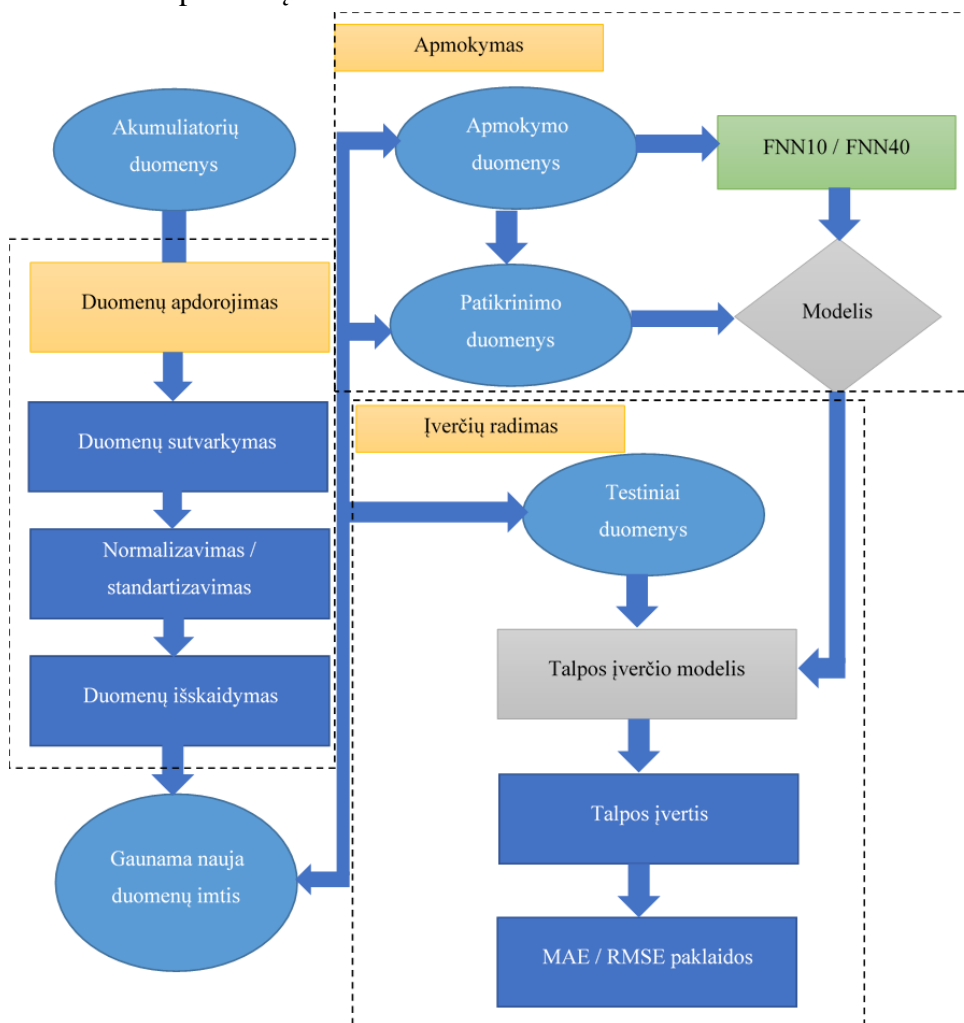 Apmokymas
Akumuliatorių
duomenys
Apmokymo
duomenys
FNN10 / FNN40
Duomenų apdorojimas
Patikrinimo
duomenys
Modelis
Duomenų sutvarkymas
Įverčių radimas
Testiniai
duomenys
Normalizavimas /
standartizavimas
Duomenų išskaidymas
Talpos įverčio modelis
Talpos įvertis
Gaunama nauja
duomenų imtis
MAE / RMSE paklaidos